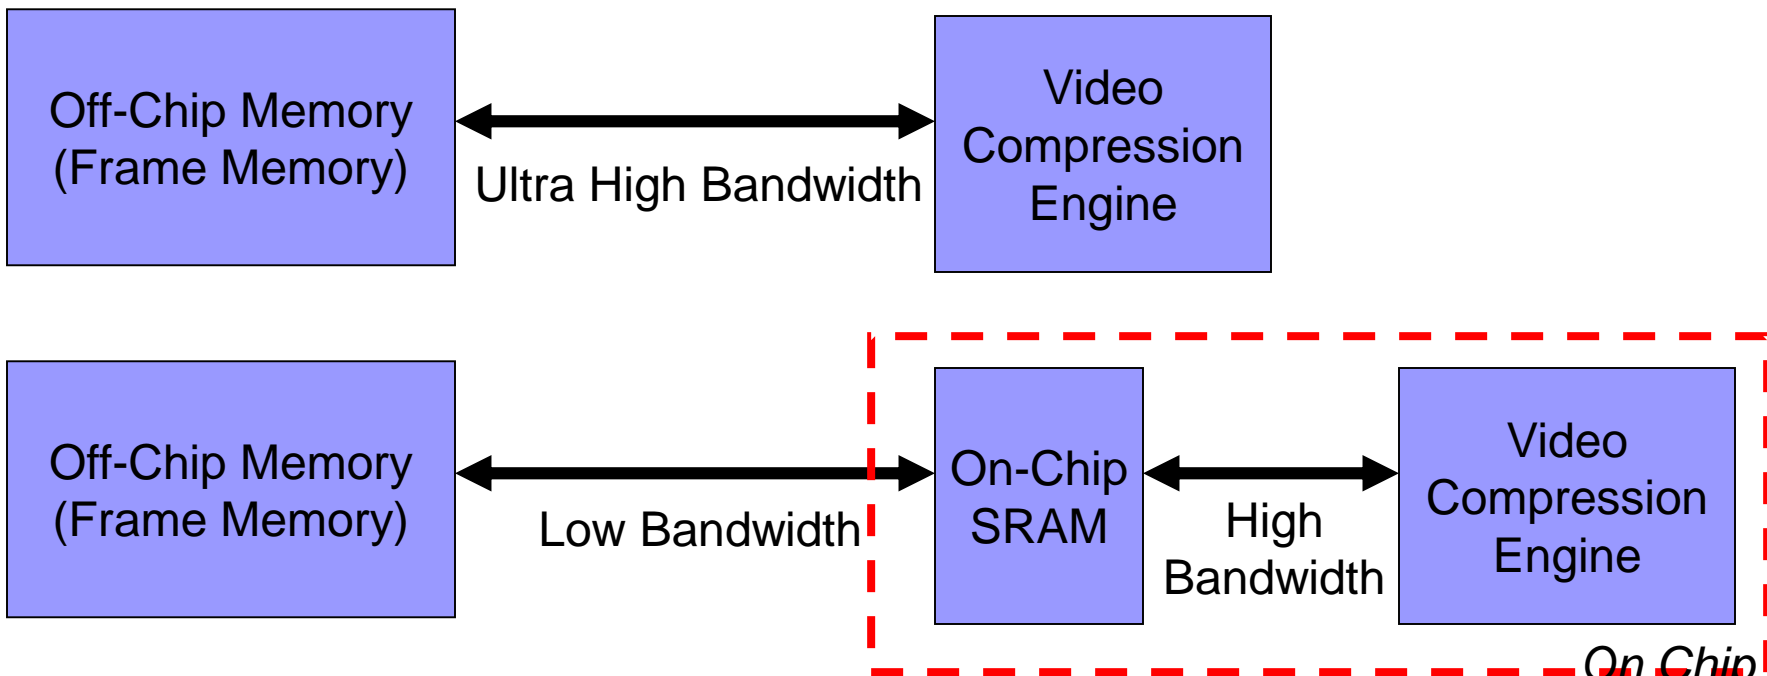 Off-Chip Memory
(Frame Memory)
Ultra High Bandwidth
Video
Compression
Engine
Off-Chip Memory
(Frame Memory)
Low Bandwidth
On-Chip
SRAM
High
Bandwidth
Video
Compression
Engine
On Chip